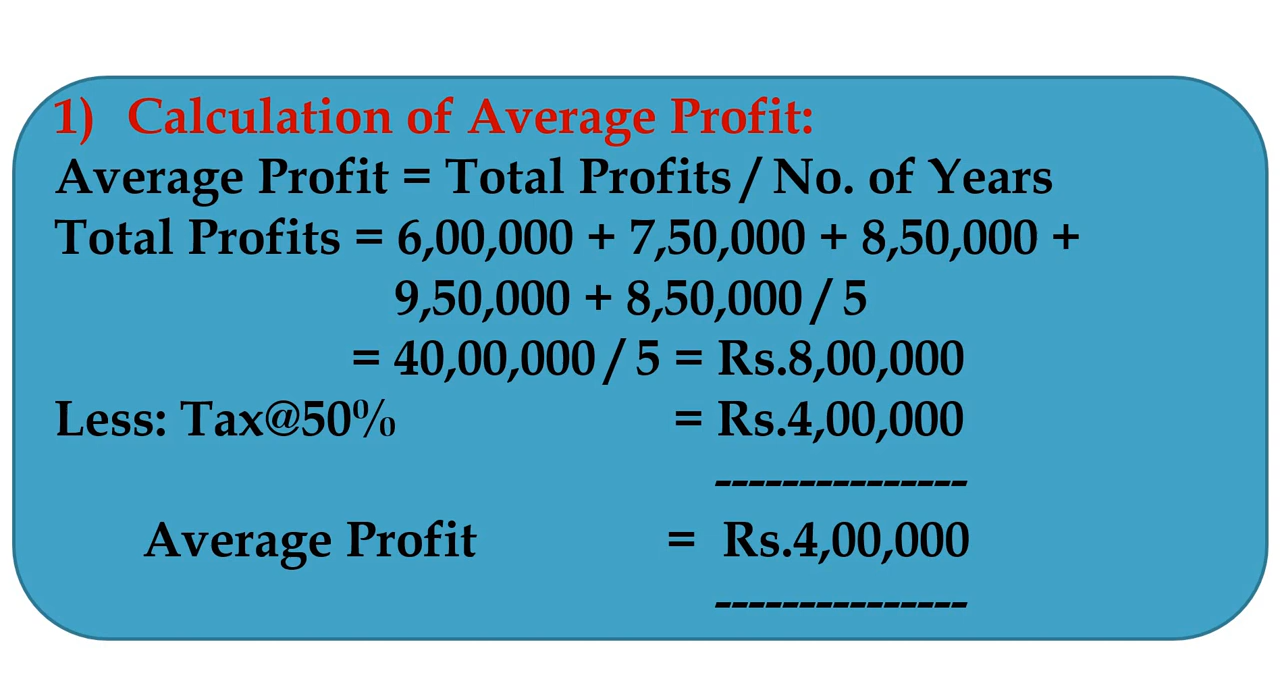 1) Calculation of Average Profit:
Average Profit = Total Profits / No. of Years
Total Profits = 6,00,000 + 7,50,000 + 8,50,000 +
9,50,000 + 8,50,000 / 5
= 40,00,000 / 5 = Rs.8,00,000
Less: Tax@50% = Rs.4,00,000
---------------
Average Profit = Rs.4,00,000
---------------